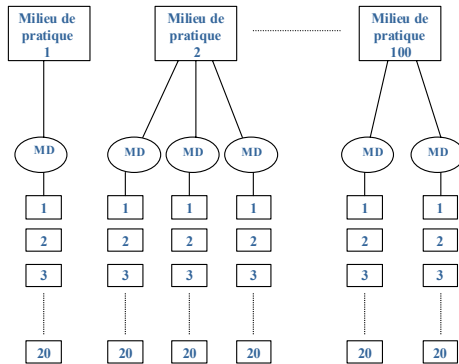 Milieu de pratique 1
Milieu de pratique 2
Milieu de pratique 100
MD MD MD MD MD MD
1 1 1 1 1 1
2 2 2 2 2 2
3 3 3 3 3 3
20 20 20 20 20 20